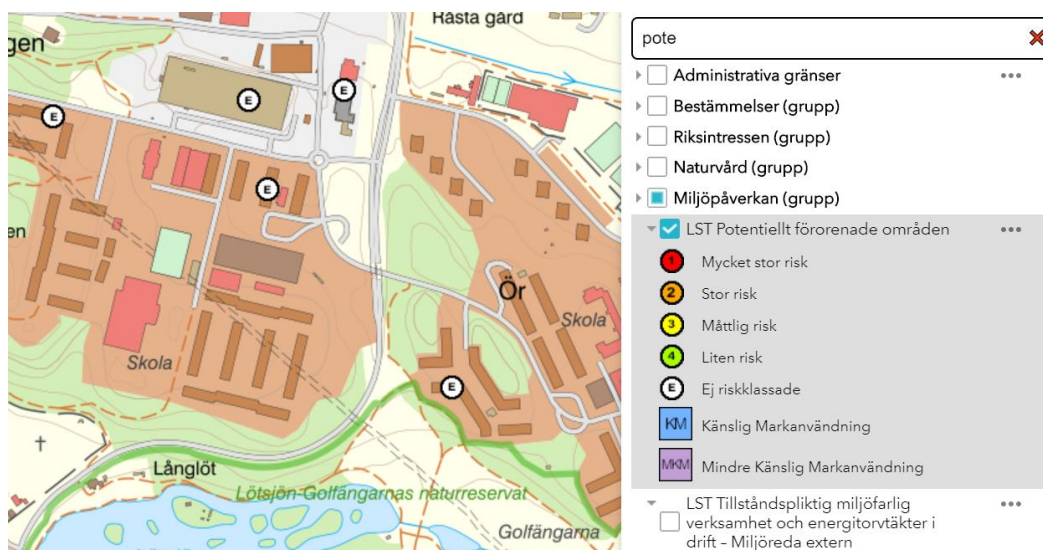 Råsta gård
gen
E
E
E
E
en
Ör
Skola
Skola
E
Långlöt
Lötsjön-Golfängarnas naturreservat
Golfängarna
pote
Administrativa gränser
Bestämmelser (grupp)
Riksintressen (grupp)
Naturvård (grupp)
Miljöpåverkan (grupp)
LST Potentiellt förorenade områden
1 Mycket stor risk
2 Stor risk
3 Måttlig risk
4 Liten risk
E Ej riskklassade
KM Känslig Markanvändning
MKM Mindre Känslig Markanvändning
LST Tillståndspliktig miljöfarlig
verksamhet och energitorvtäkter i
drift – Miljöreda extern